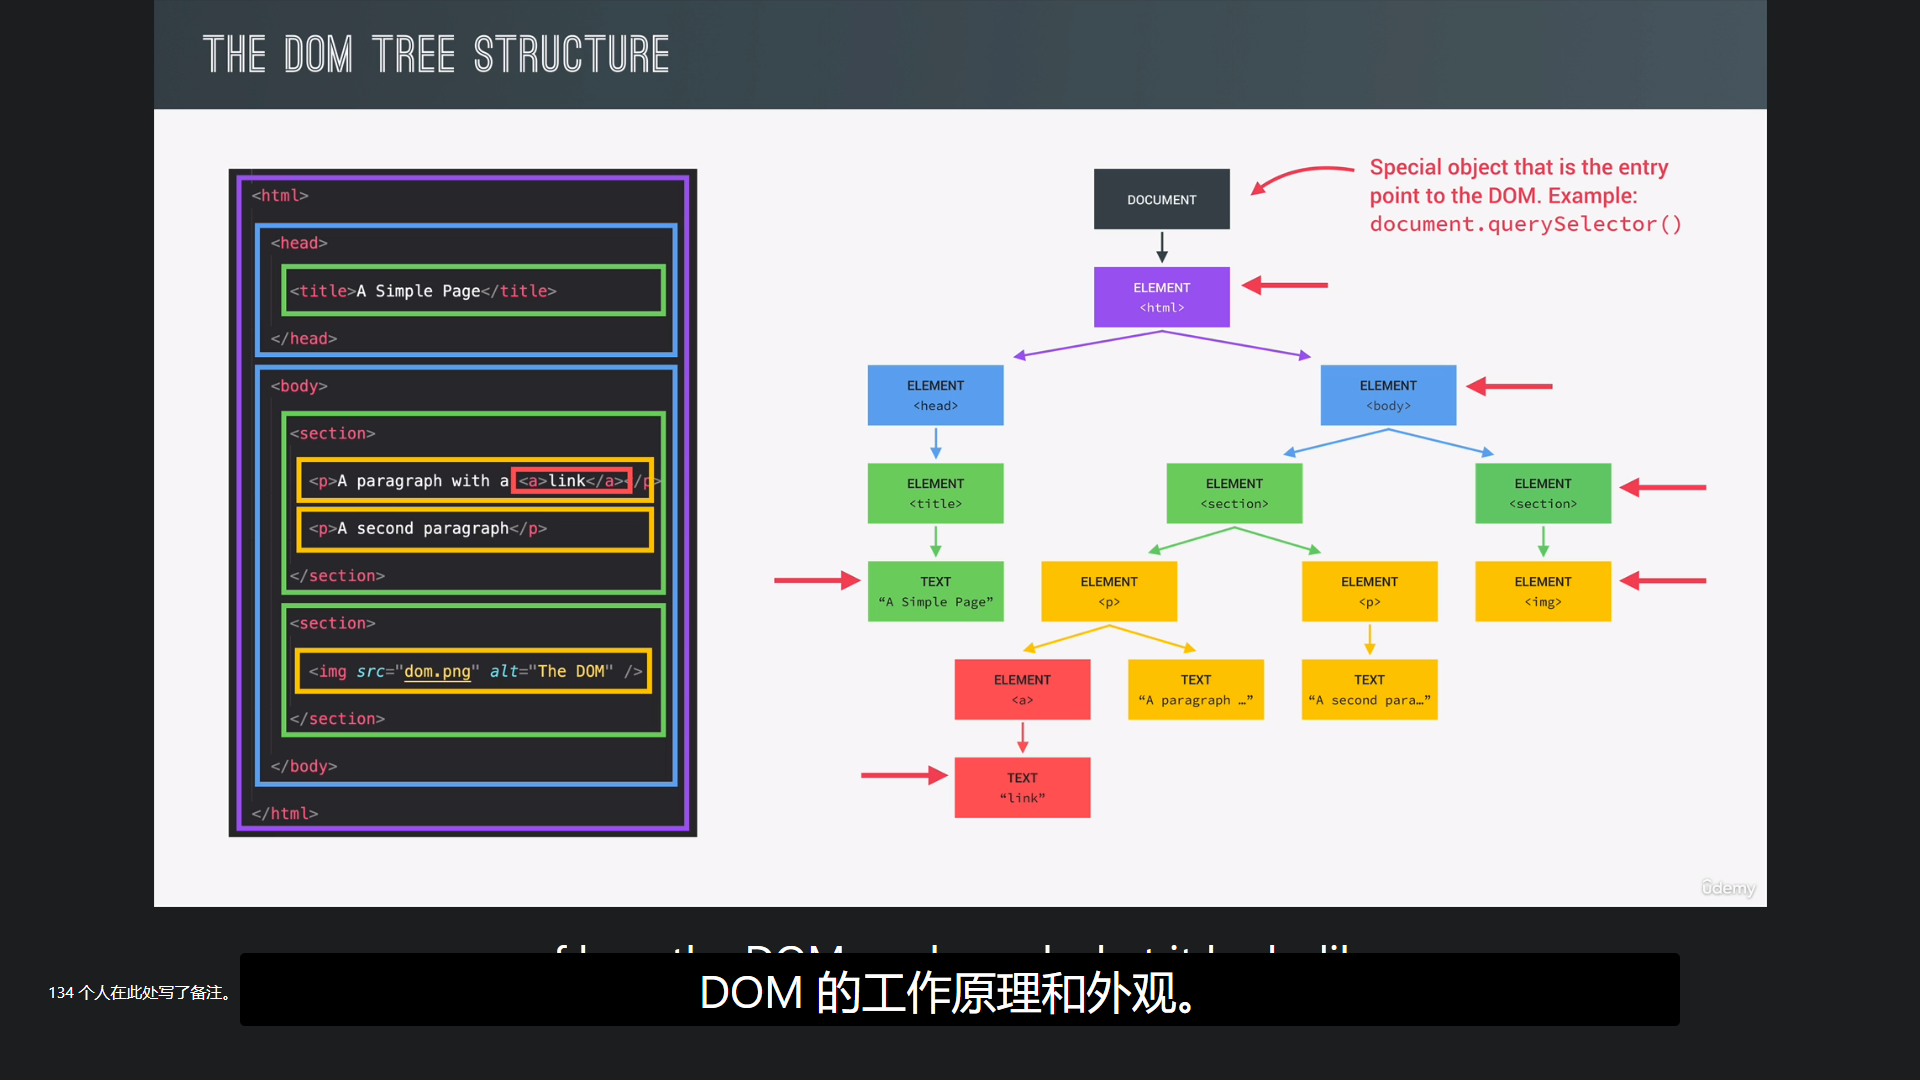 THE DOM TREE STRUCTURE
<html>
<head>
<title>A Simple Page</title>
</head>
<body>
<section>
<p>A paragraph with a <a>link</a></p>
<p>A second paragraph</p>
</section>
<section>
<img src="dom.png" alt="The DOM" />
</section>
</body>
</html>
Special object that is the entry
point to the DOM. Example:
document.querySelector()
DOCUMENT
ELEMENT
<html>
ELEMENT
<head>
ELEMENT
<body>
ELEMENT
<title>
ELEMENT
<section>
ELEMENT
<section>
TEXT
“A Simple Page”
ELEMENT
<p>
ELEMENT
<p>
ELEMENT
<img>
ELEMENT
<a>
TEXT
“A paragraph …”
TEXT
“A second para…”
TEXT
“link”
ûdemy
134 个人在此处写了备注。
DOM 的工作原理和外观。